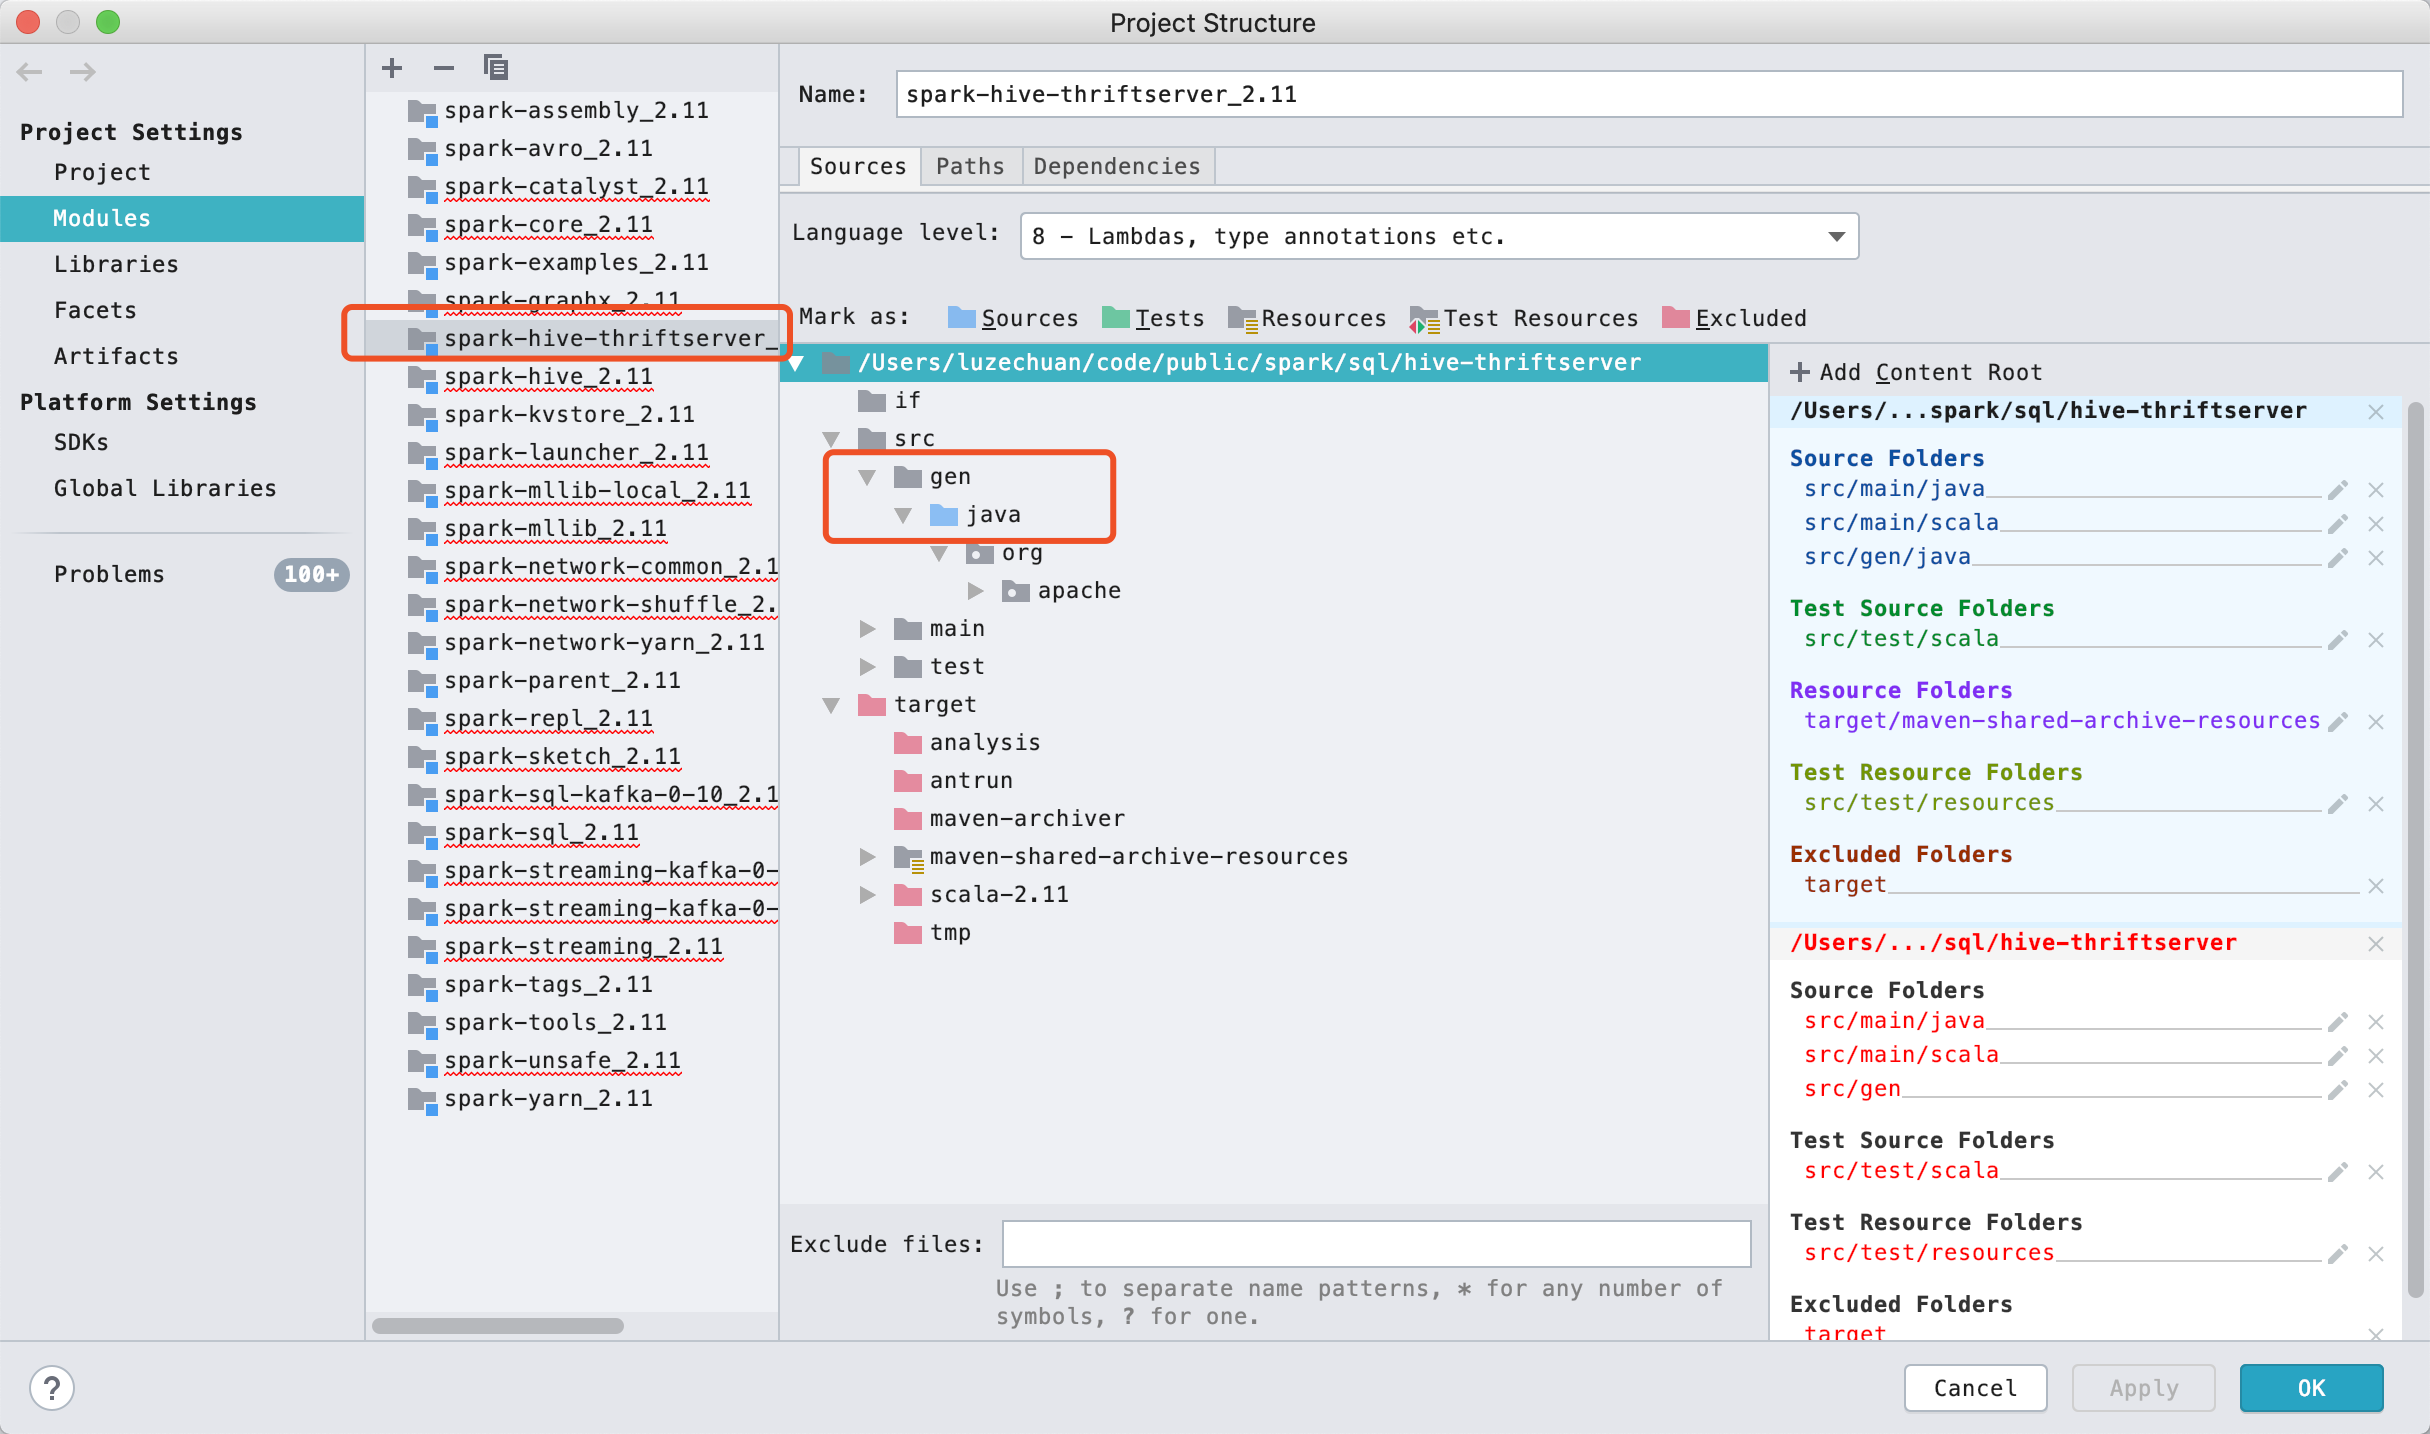 Project Structure
Project Settings
Project
Modules
Libraries
Facets
Artifacts
Platform Settings
SDKs
Global Libraries
Problems 100+
spark-assembly_2.11
spark-avro_2.11
spark-catalyst_2.11
spark-core_2.11
spark-examples_2.11
spark-graphx_2.11
spark-hive-thriftserver_
spark-hive_2.11
spark-kvstore_2.11
spark-launcher_2.11
spark-mllib-local_2.11
spark-mllib_2.11
spark-network-common_2.1
spark-network-shuffle_2.
spark-network-yarn_2.11
spark-parent_2.11
spark-repl_2.11
spark-sketch_2.11
spark-sql-kafka-0-10_2.1
spark-sql_2.11
spark-streaming-kafka-0-
spark-streaming-kafka-0-
spark-streaming_2.11
spark-tags_2.11
spark-tools_2.11
spark-unsafe_2.11
spark-yarn_2.11
Name: spark-hive-thriftserver_2.11
Sources Paths Dependencies
Language level: 8 - Lambdas, type annotations etc.
Mark as: Sources Tests Resources Test Resources Excluded
/Users/luzechuan/code/public/spark/sql/hive-thriftserver
if
src
gen
java
org
apache
main
test
target
analysis
antrun
maven-archiver
maven-shared-archive-resources
scala-2.11
tmp
Exclude files:
Use ; to separate name patterns, * for any number of
symbols, ? for one.
+ Add Content Root
/Users/...spark/sql/hive-thriftserver
Source Folders
src/main/java
src/main/scala
src/gen/java
Test Source Folders
src/test/scala
Resource Folders
target/maven-shared-archive-resources
Test Resource Folders
src/test/resources
Excluded Folders
target
/Users/.../sql/hive-thriftserver
Source Folders
src/main/java
src/main/scala
src/gen
Test Source Folders
src/test/scala
Test Resource Folders
src/test/resources
Excluded Folders
target
?
Cancel Apply OK